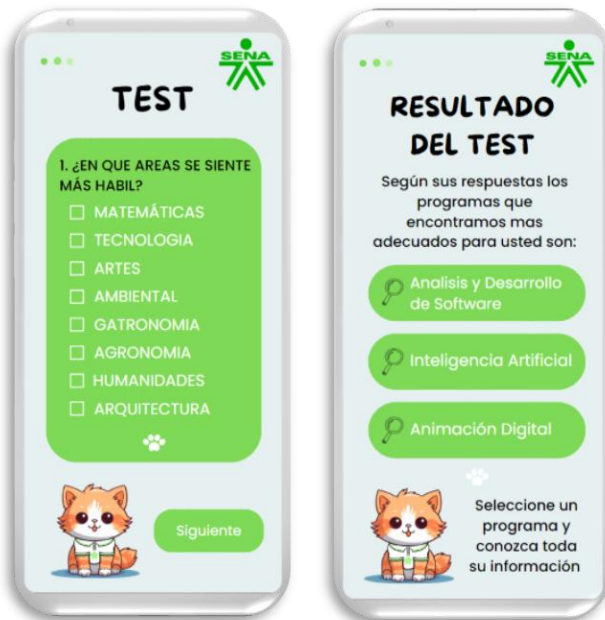 SENA
TEST
1. ¿EN QUE AREAS SE SIENTE
MÁS HABIL?
MATEMÁTICAS
TECNOLOGIA
ARTES
AMBIENTAL
GATRONOMIA
AGRONOMIA
HUMANIDADES
ARQUITECTURA
Siguiente
SENA
RESULTADO
DEL TEST
Según sus respuestas los
programas que
encontramos mas
adecuados para usted son:
Analisis y Desarrollo
de Software
Inteligencia Artificial
Animación Digital
Seleccione un
programa y
conozca toda
su información